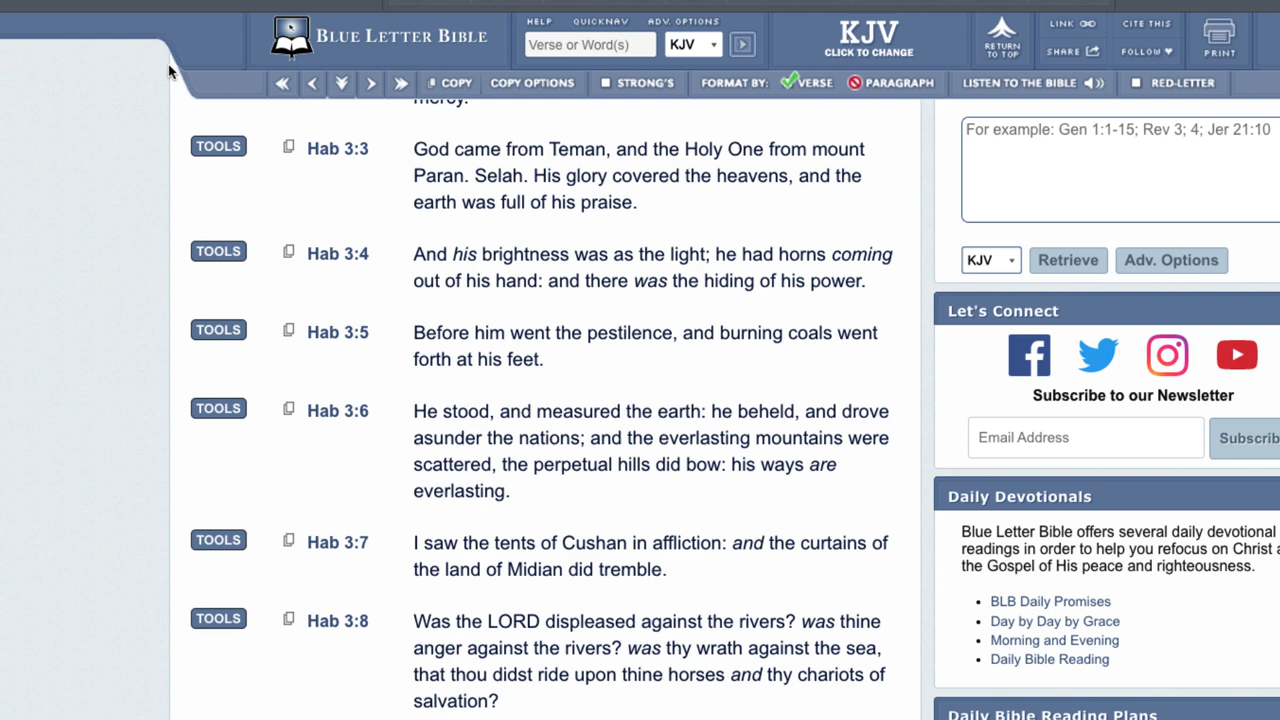 HELP QUICKNAV ADV. OPTIONS
BLUE LETTER BIBLE
Verse or Word(s)
KJV
KJV
CLICK TO CHANGE
RETURN
TO TOP
LINK
CITE THIS
SHARE
FOLLOW
PRINT
COPY
COPY OPTIONS
STRONG'S
FORMAT BY:
VERSE
PARAGRAPH
LISTEN TO THE BIBLE
RED-LETTER
mercy.
TOOLS Hab 3:3 God came from Teman, and the Holy One from mount
Paran. Selah. His glory covered the heavens, and the
earth was full of his praise.
TOOLS Hab 3:4 And his brightness was as the light; he had horns coming
out of his hand: and there was the hiding of his power.
TOOLS Hab 3:5 Before him went the pestilence, and burning coals went
forth at his feet.
TOOLS Hab 3:6 He stood, and measured the earth: he beheld, and drove
asunder the nations; and the everlasting mountains were
scattered, the perpetual hills did bow: his ways are
everlasting.
TOOLS Hab 3:7 I saw the tents of Cushan in affliction: and the curtains of
the land of Midian did tremble.
TOOLS Hab 3:8 Was the LORD displeased against the rivers? was thine
anger against the rivers? was thy wrath against the sea,
that thou didst ride upon thine horses and thy chariots of
salvation?
For example: Gen 1:1-15; Rev 3; 4; Jer 21:10
KJV Retrieve Adv. Options
Let's Connect
Subscribe to our Newsletter
Email Address
Subscrib
Daily Devotionals
Blue Letter Bible offers several daily devotional
readings in order to help you refocus on Christ
the Gospel of His peace and righteousness.
BLB Daily Promises
Day by Day by Grace
Morning and Evening
Daily Bible Reading
Daily Bible Reading Plans